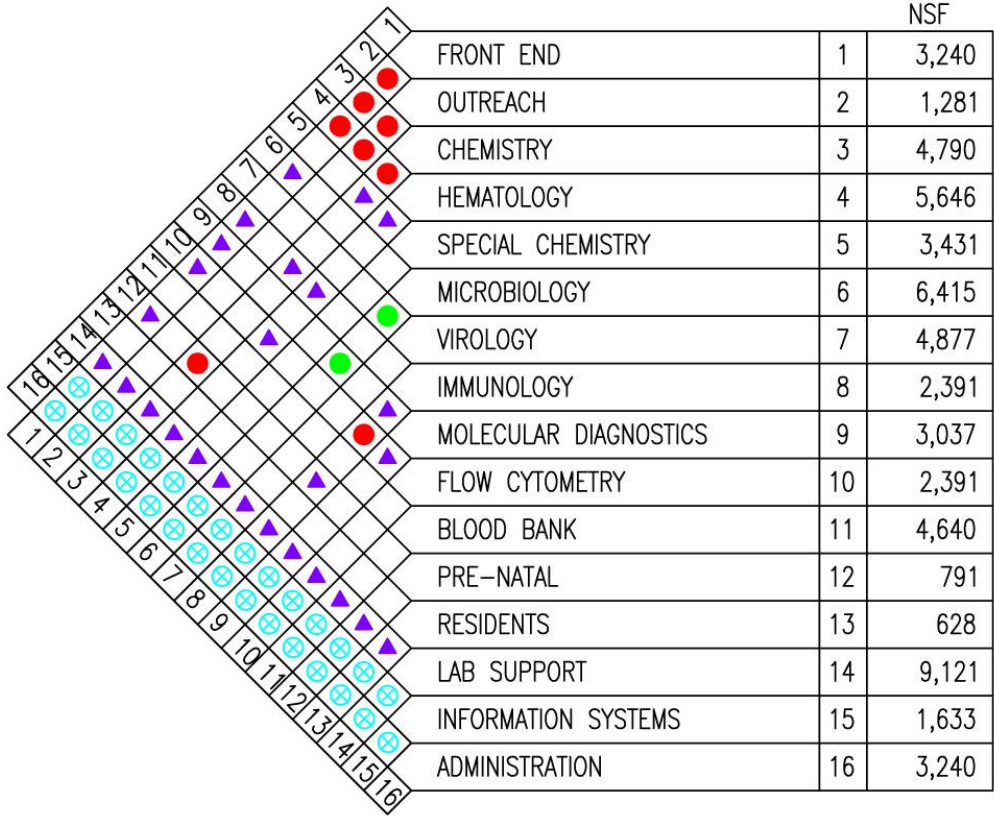 NSF
FRONT END 1 3,240
OUTREACH 2 1,281
CHEMISTRY 3 4,790
HEMATOLOGY 4 5,646
SPECIAL CHEMISTRY 5 3,431
MICROBIOLOGY 6 6,415
VIROLOGY 7 4,877
IMMUNOLOGY 8 2,391
MOLECULAR DIAGNOSTICS 9 3,037
FLOW CYTOMETRY 10 2,391
BLOOD BANK 11 4,640
PRE-NATAL 12 791
RESIDENTS 13 628
LAB SUPPORT 14 9,121
INFORMATION SYSTEMS 15 1,633
ADMINISTRATION 16 3,240
1 2 3 4 5 6 7 8 9 10 11 12 13 14 15 16
1 2 3 4 5 6 7 8 9 10 11 12 13 14 15 16